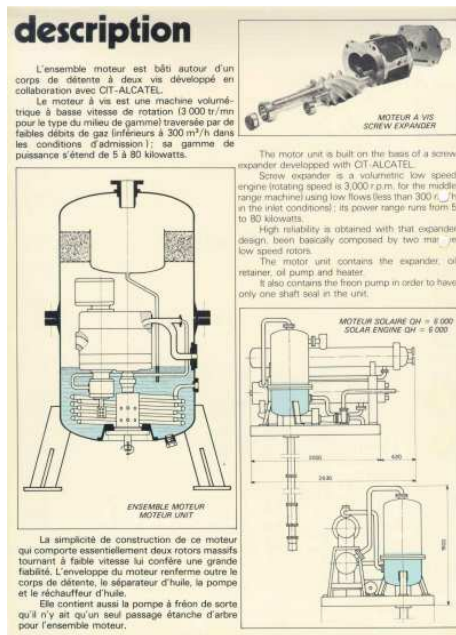 description
L'ensemble moteur est bâti autour d'un
corps de détente à deux vis développé en
collaboration avec CIT-ALCATEL.
Le moteur à vis est une machine volumé-
trique à basse vitesse de rotation (3 000 tr/mn
pour le type du milieu de gamme) traversée par de
faibles débits de gaz (inférieurs à 300 m³/h dans
les conditions d'admission) ; sa gamme de
puissance s'étend de 5 à 80 kilowatts.
ENSEMBLE MOTEUR
MOTEUR UNIT
La simplicité de construction de ce moteur
qui comporte essentiellement deux rotors massifs
tournant à faible vitesse lui confère une grande
fiabilité. L'enveloppe du moteur renferme outre le
corps de détente, le séparateur d'huile, la pompe
et le réchauffeur d'huile.
Elle contient aussi la pompe à fréon de sorte
qu'il n'y ait qu'un seul passage étanche d'arbre
pour l'ensemble moteur.
MOTEUR A VIS
SCREW EXPANDER
The motor unit is built on the basis of a screw
expander developped with CIT-ALCATEL.
Screw expander is a volumetric low speed
engine (rotating speed is 3,000 r.p.m. for the middle
range machine) using low flows (less than 300
in the inlet conditions) ; its power range runs from 5
to 80 kilowatts.
High reliability is obtained with that expander
design, been basically composed by two
low speed rotors.
The motor unit contains the expander, oil
retainer, oil pump and heater.
It also contains the freon pump in order to have
only one shaft seal in the unit.
MOTEUR SOLAIRE QH = 6 000
SOLAR ENGINE QH = 6 000